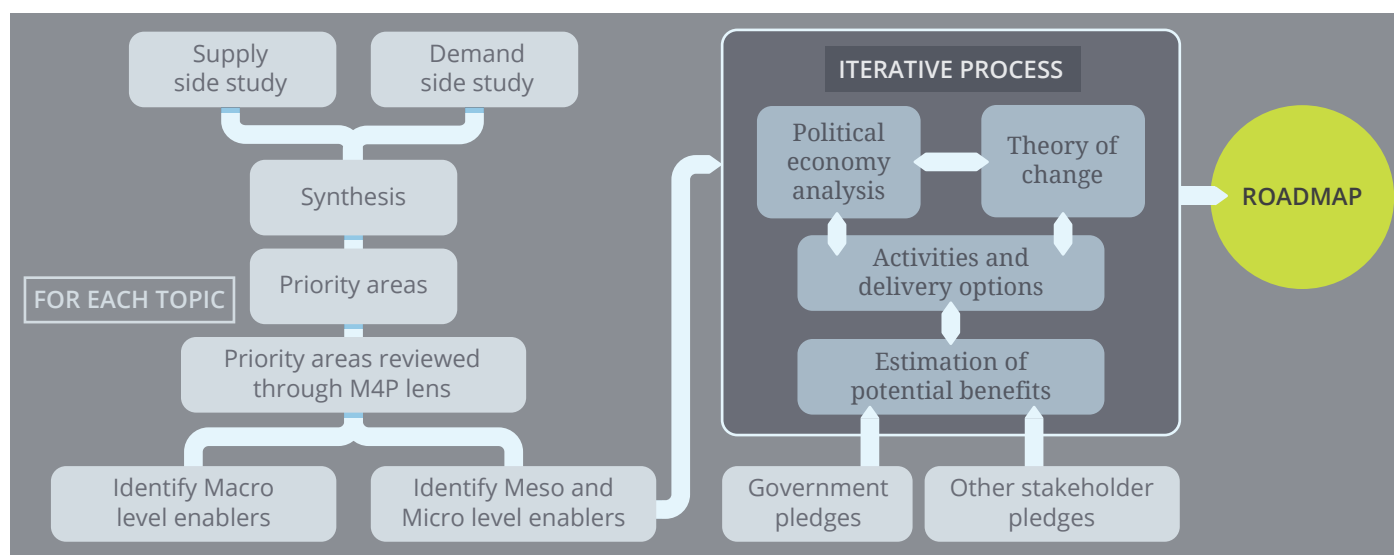 Supply
side study
Demand
side study
Synthesis
Priority areas
FOR EACH TOPIC
Priority areas reviewed
through M4P lens
Identify Macro
level enablers
Identify Meso and
Micro level enablers
ITERATIVE PROCESS
Political
economy
analysis
Theory of
change
Activities and
delivery options
Estimation of
potential benefits
Government
pledges
Other stakeholder
pledges
ROADMAP